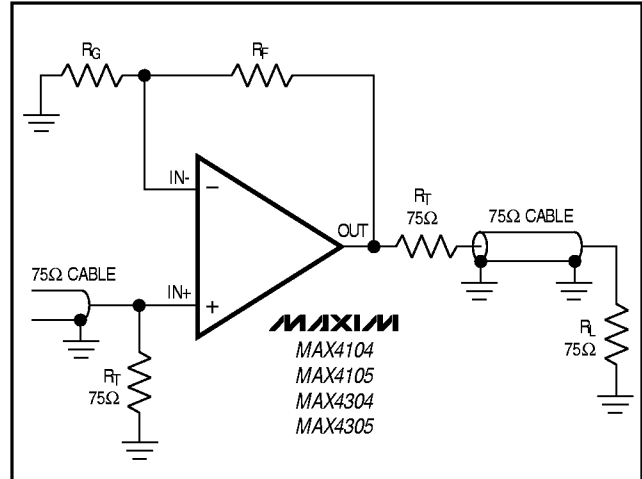 RG
RF
IN-
−
OUT
RT
75Ω
75Ω CABLE
75Ω CABLE
IN+
+
RT
75Ω
RL
75Ω
MAXIM
MAX4104
MAX4105
MAX4304
MAX4305